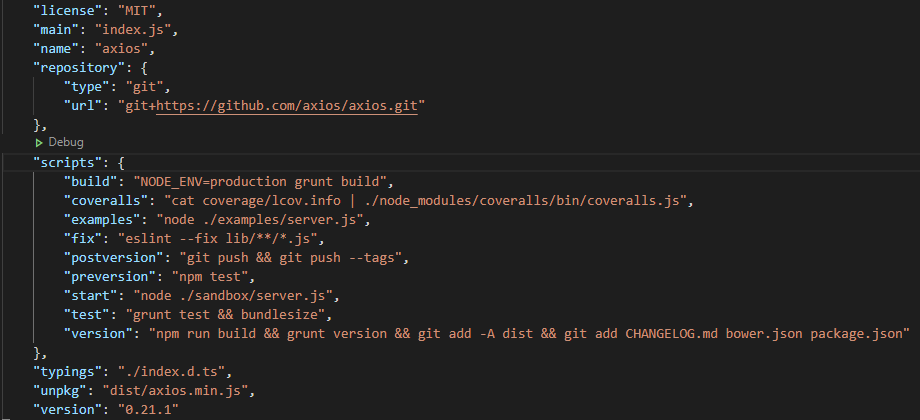 "license": "MIT",
"main": "index.js",
"name": "axios",
"repository": {
"type": "git",
"url": "git+https://github.com/axios/axios.git"
},
Debug
"scripts": {
"build": "NODE_ENV=production grunt build",
"coveralls": "cat coverage/lcov.info | ./node_modules/coveralls/bin/coveralls.js",
"examples": "node ./examples/server.js",
"fix": "eslint --fix lib/**/*.js",
"postversion": "git push && git push --tags",
"preversion": "npm test",
"start": "node ./sandbox/server.js",
"test": "grunt test && bundlesize",
"version": "npm run build && grunt version && git add -A dist && git add CHANGELOG.md bower.json package.json"
},
"typings": "./index.d.ts",
"unpkg": "dist/axios.min.js",
"version": "0.21.1"